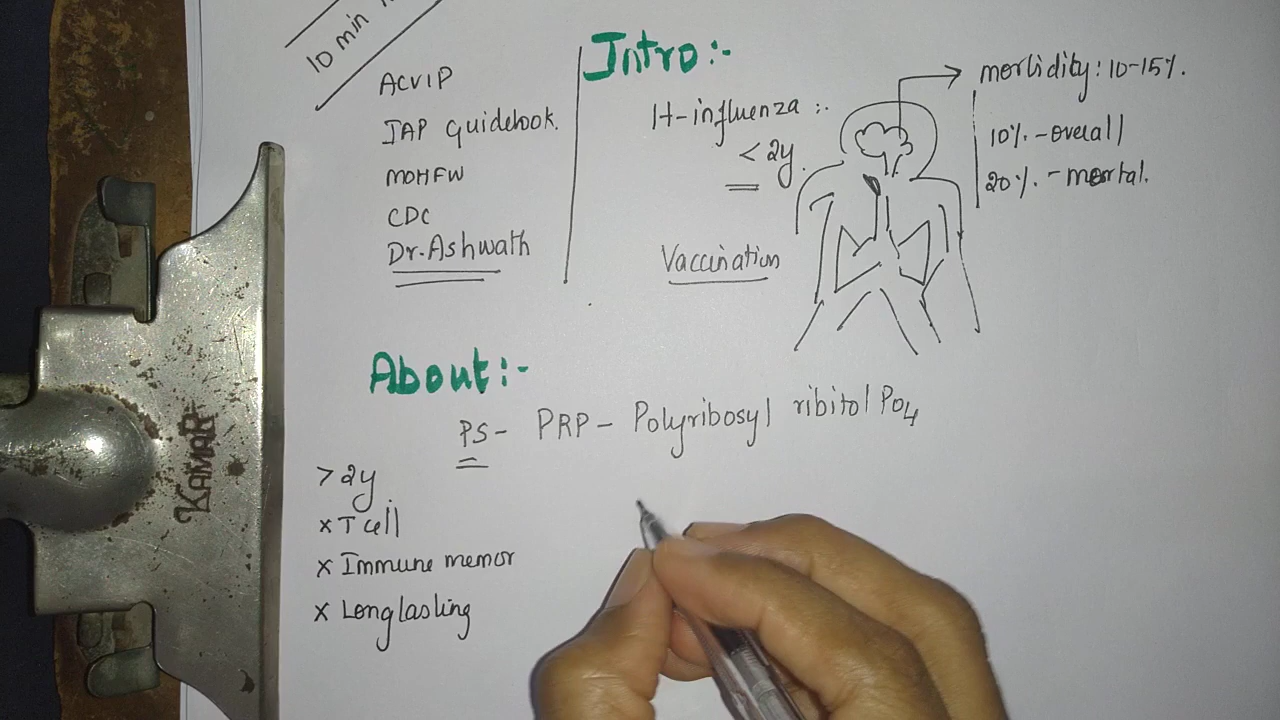 10 min
ACVIP
IAP Guidebook.
MOHFW
CDC
Dr.Ashwath
Intro:-
H-influenza :.
< 2y.
Vaccination
morbidity: 10-15%.
10%. - overall
20%. - mortal.
About:-
PS - PRP - Polyribosyl ribitol PO4
> 2y
x T cell
x Immune memor
x Longlasting
KAMAR